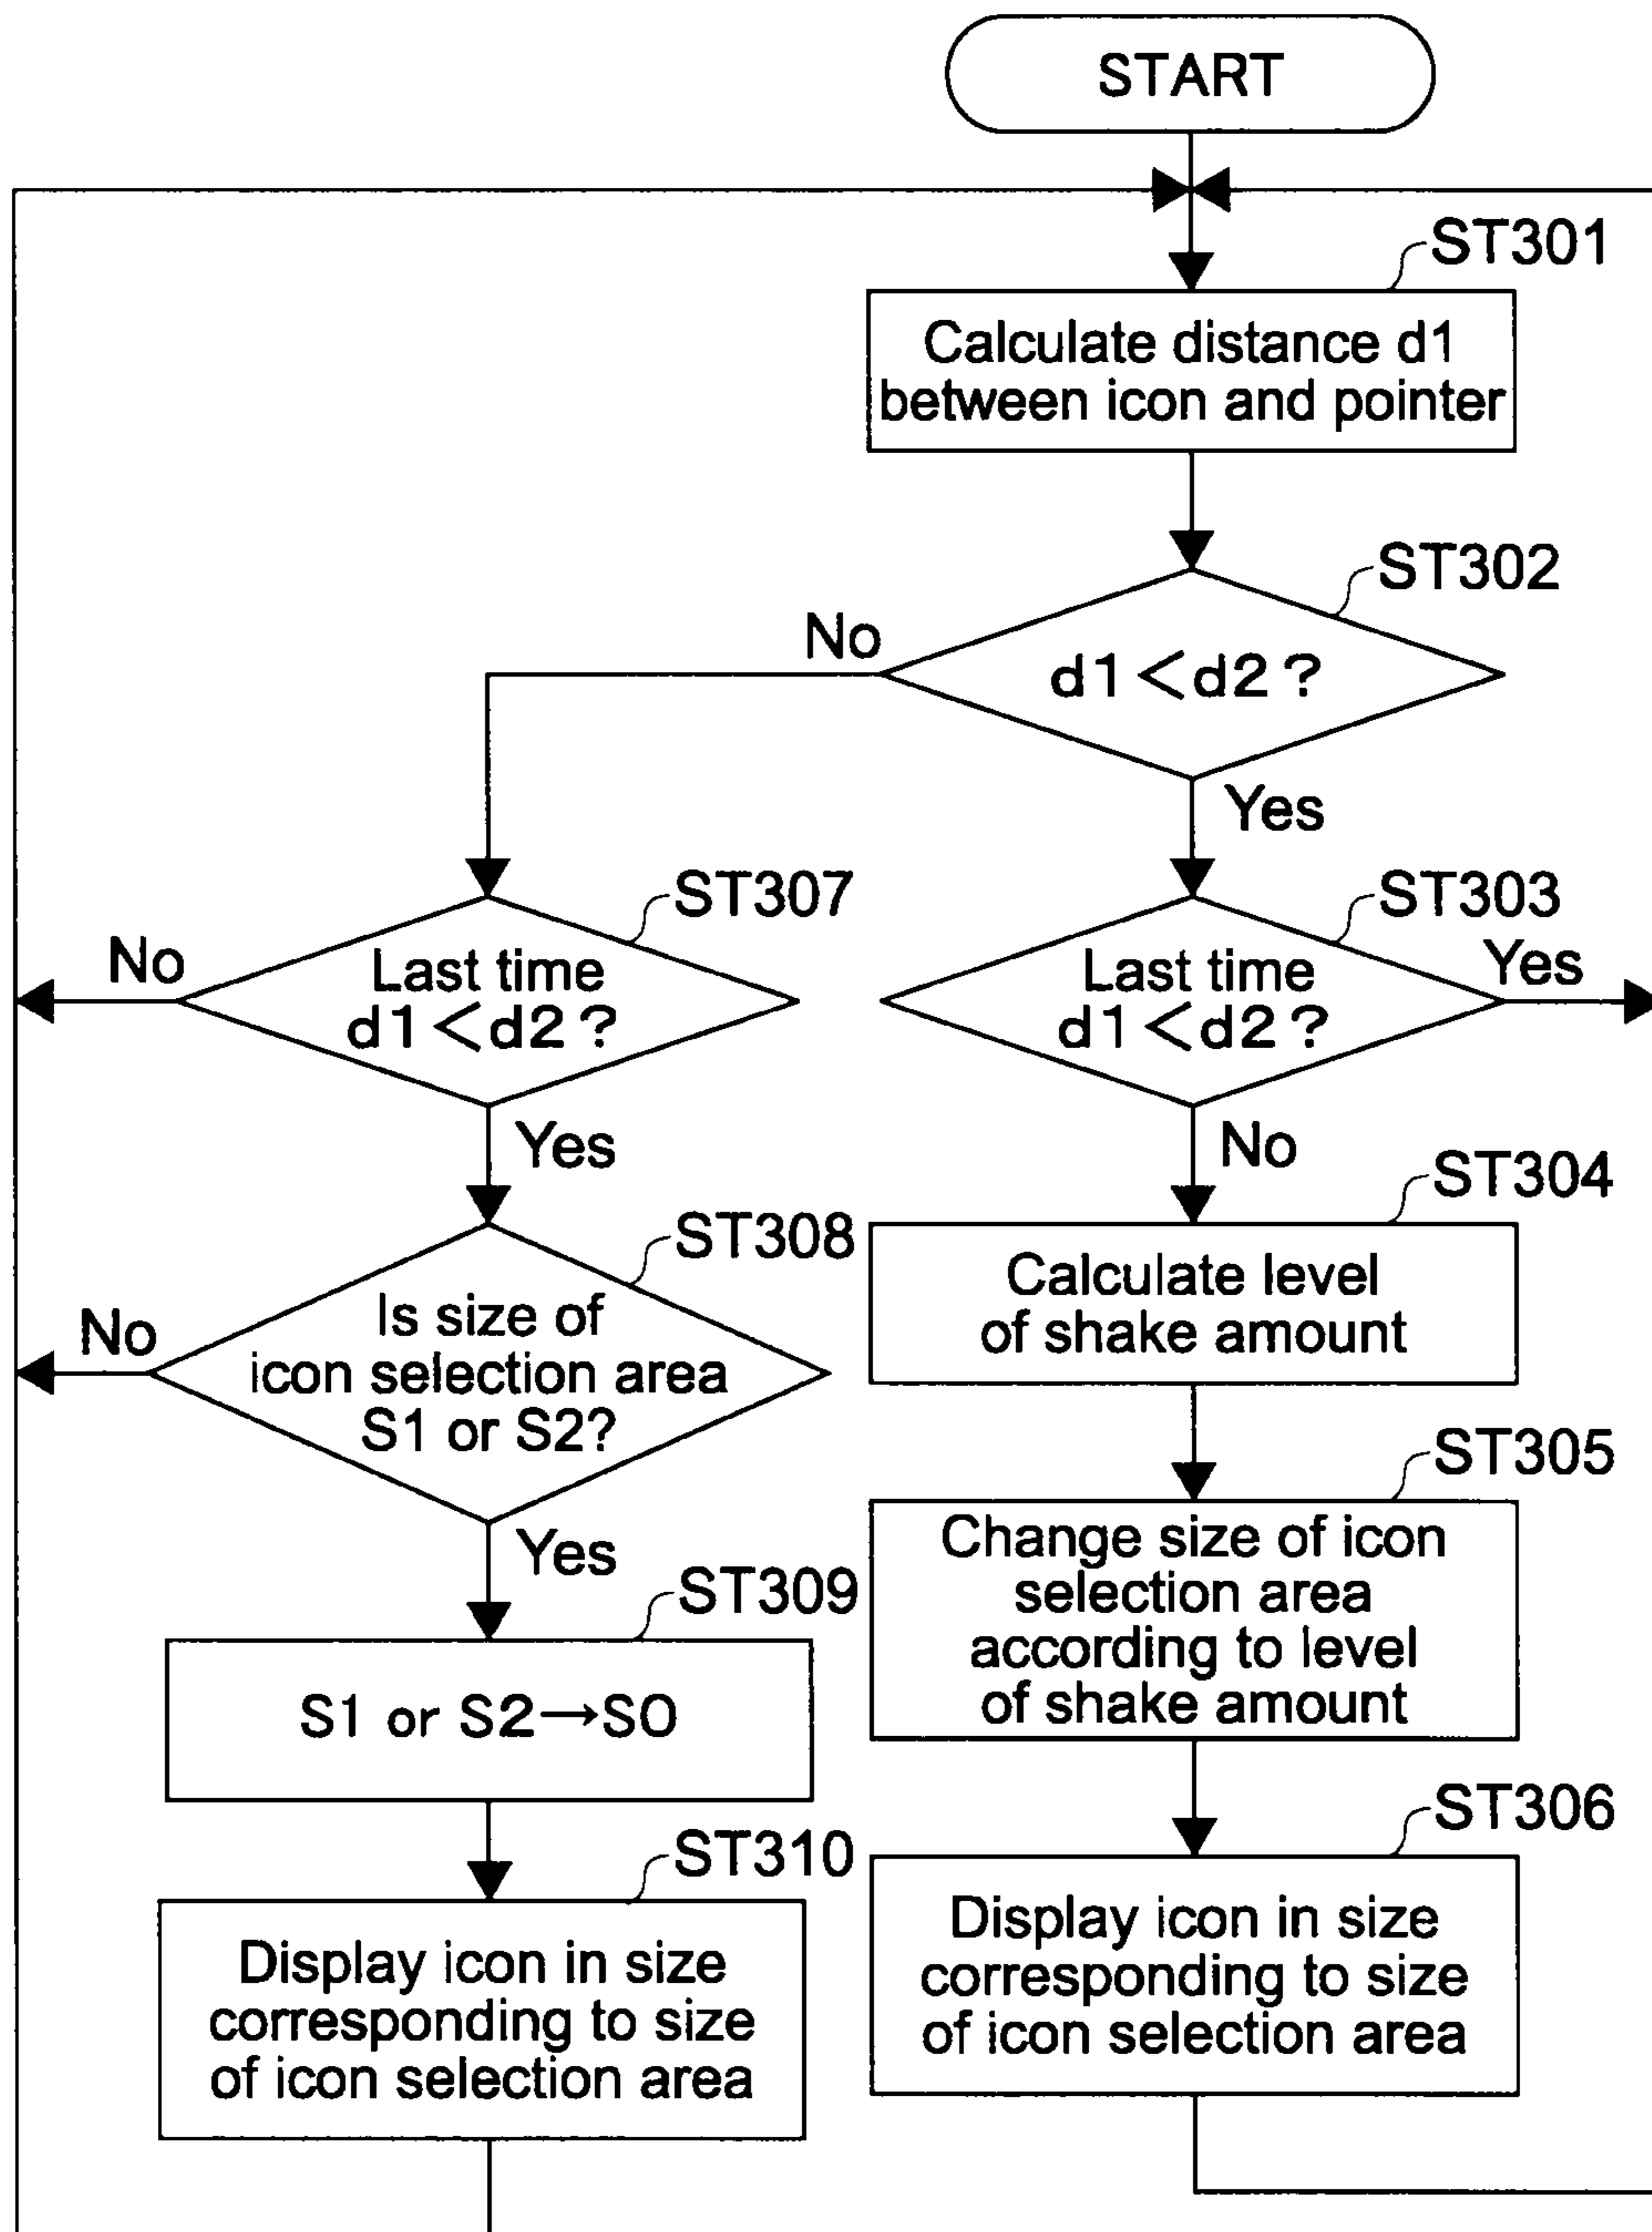 START
ST301
Calculate distance d1
between icon and pointer
ST302
No
d1<d2?
Yes
ST307
ST303
No
Last time
d1<d2?
Last time
d1<d2?
Yes
Yes
No
ST308
ST304
No
Is size of
icon selection area
S1 or S2?
Calculate level
of shake amount
Yes
ST305
Change size of icon
selection area
according to level
of shake amount
ST309
S1 or S2→S0
ST310
ST306
Display icon in size
corresponding to size
of icon selection area
Display icon in size
corresponding to size
of icon selection area